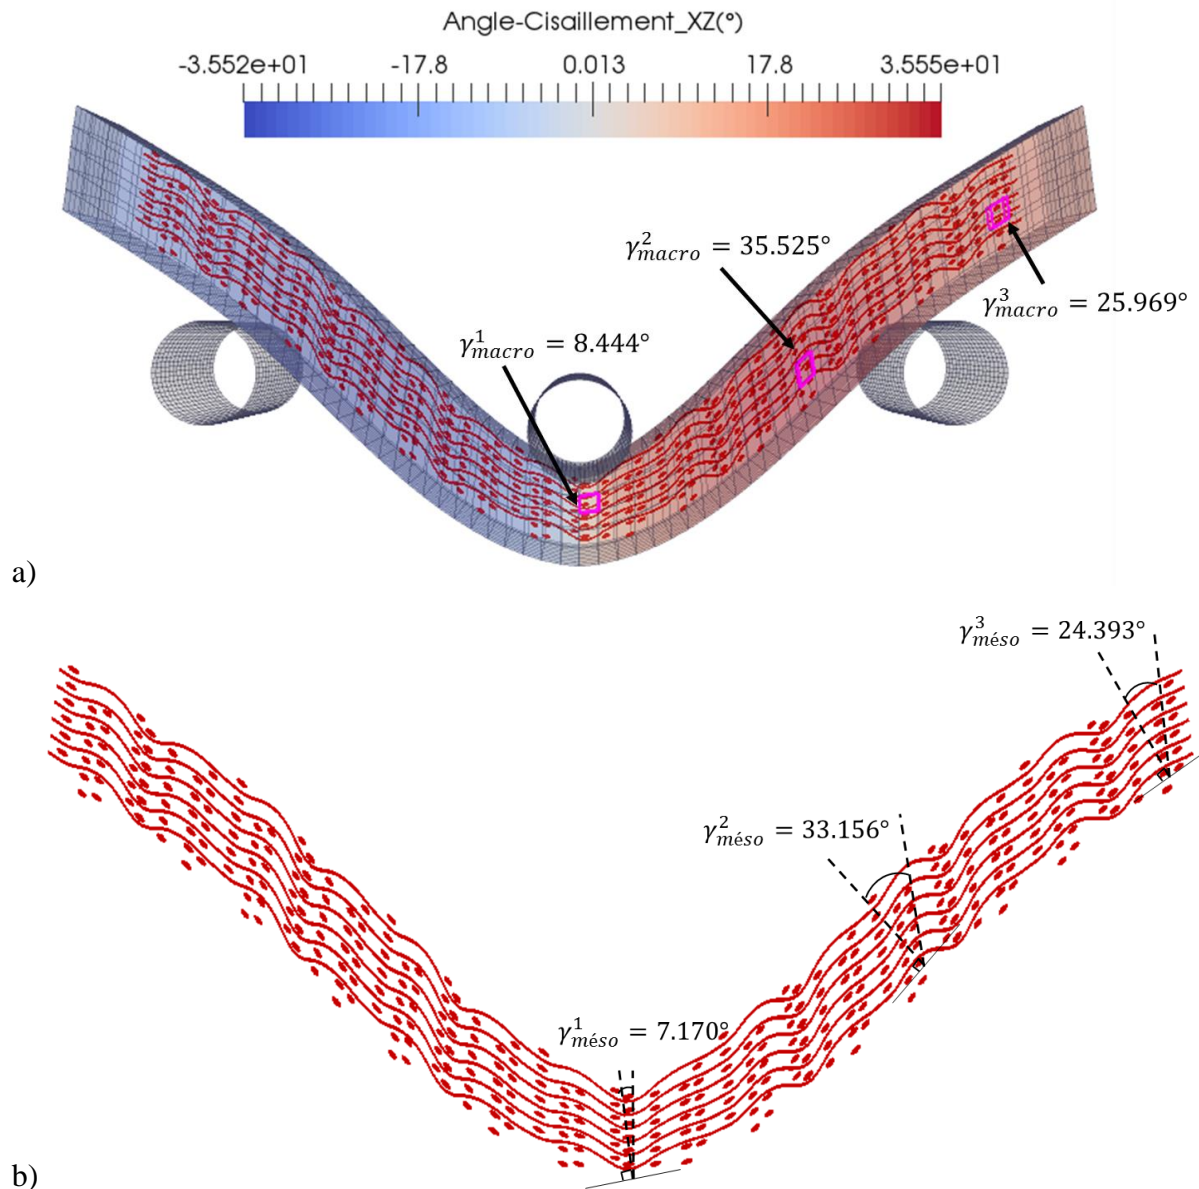 Angle-Cisaillement_XZ(°)
-3.552e+01 -17.8 0.013 17.8 3.555e+01
γ²macro = 35.525°
γ³macro = 25.969°
γ¹macro = 8.444°
a)
γ³méso = 24.393°
γ²méso = 33.156°
γ¹méso = 7.170°
b)